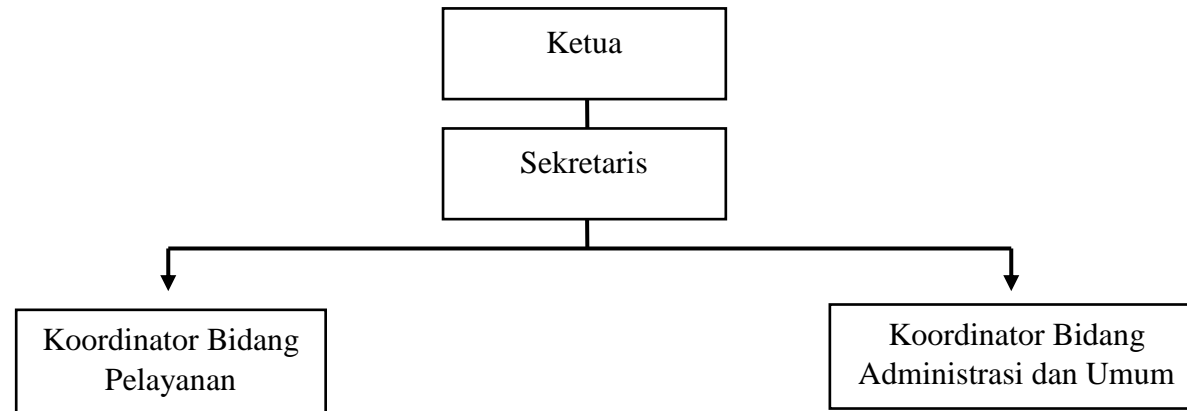 Ketua
Sekretaris
Koordinator Bidang
Pelayanan
Koordinator Bidang
Administrasi dan Umum